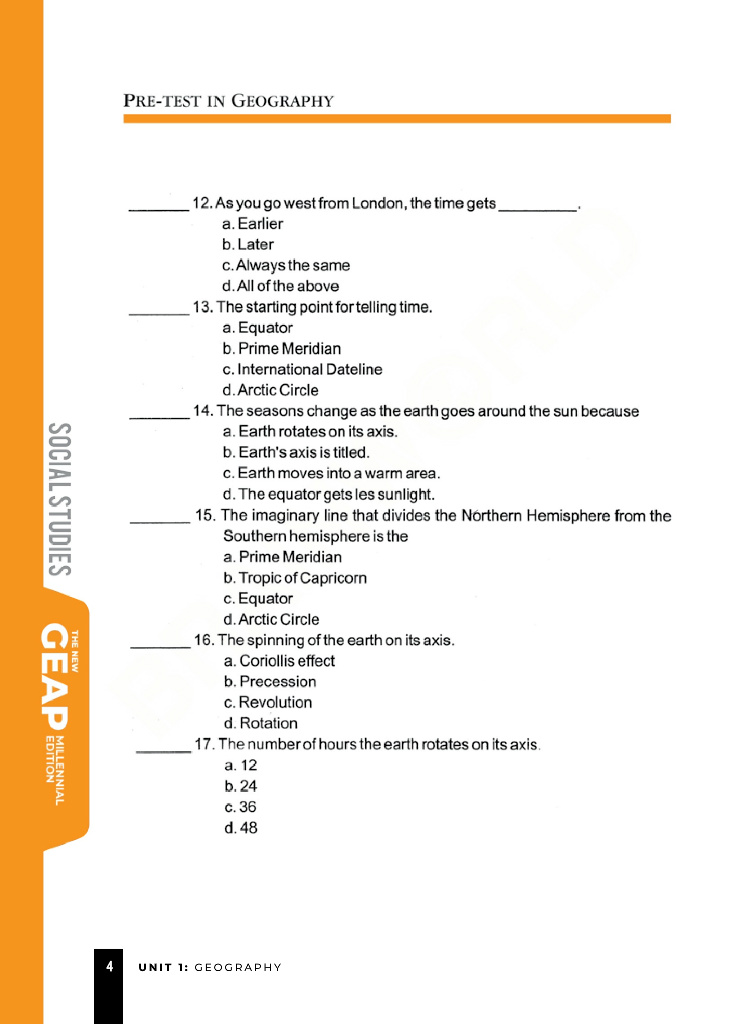 PRE-TEST IN GEOGRAPHY
________ 12. As you go west from London, the time gets __________.
a. Earlier
b. Later
c. Always the same
d. All of the above
________ 13. The starting point for telling time.
a. Equator
b. Prime Meridian
c. International Dateline
d. Arctic Circle
________ 14. The seasons change as the earth goes around the sun because
a. Earth rotates on its axis.
b. Earth's axis is titled.
c. Earth moves into a warm area.
d. The equator gets les sunlight.
________ 15. The imaginary line that divides the Northern Hemisphere from the
Southern hemisphere is the
a. Prime Meridian
b. Tropic of Capricorn
c. Equator
d. Arctic Circle
________ 16. The spinning of the earth on its axis.
a. Coriollis effect
b. Precession
c. Revolution
d. Rotation
_______ 17. The number of hours the earth rotates on its axis.
a. 12
b. 24
c. 36
d. 48
SOCIAL STUDIES
THE NEW
GEAP
MILLENNIAL
EDITION
4 UNIT 1: GEOGRAPHY